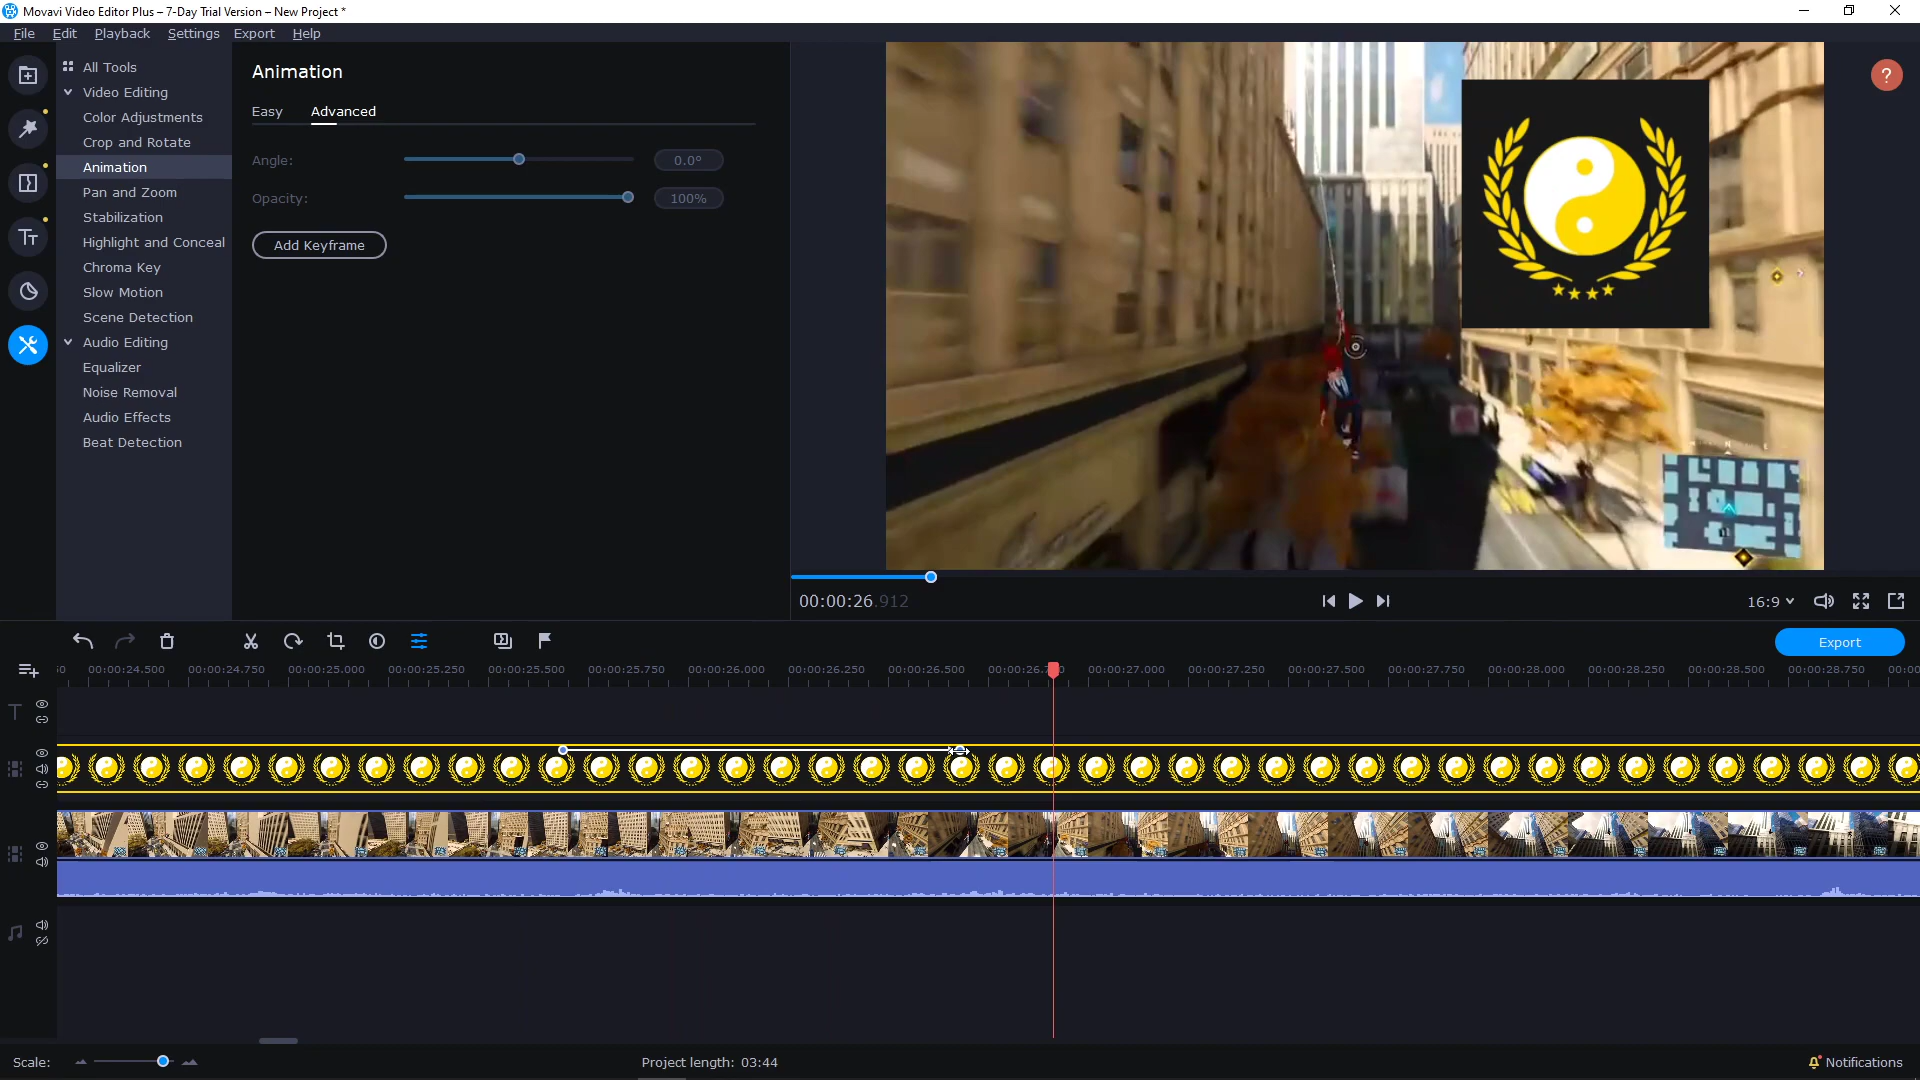 Movavi Video Editor Plus – 7-Day Trial Version – New Project *
File Edit Playback Settings Export Help
All Tools
Video Editing
Color Adjustments
Crop and Rotate
Animation
Pan and Zoom
Stabilization
Highlight and Conceal
Chroma Key
Slow Motion
Scene Detection
Audio Editing
Equalizer
Noise Removal
Audio Effects
Beat Detection
Animation
Easy Advanced
Angle: 0.0°
Opacity: 100%
Add Keyframe
?
00:00:26.912
16:9
Export
00:00:24.500 00:00:24.750 00:00:25.000 00:00:25.250 00:00:25.500 00:00:25.750 00:00:26.000 00:00:26.250 00:00:26.500 00:00:27.000 00:00:27.250 00:00:27.500 00:00:27.750 00:00:28.000 00:00:28.250 00:00:28.500 00:00:28.750
Scale:
Project length: 03:44
Notifications